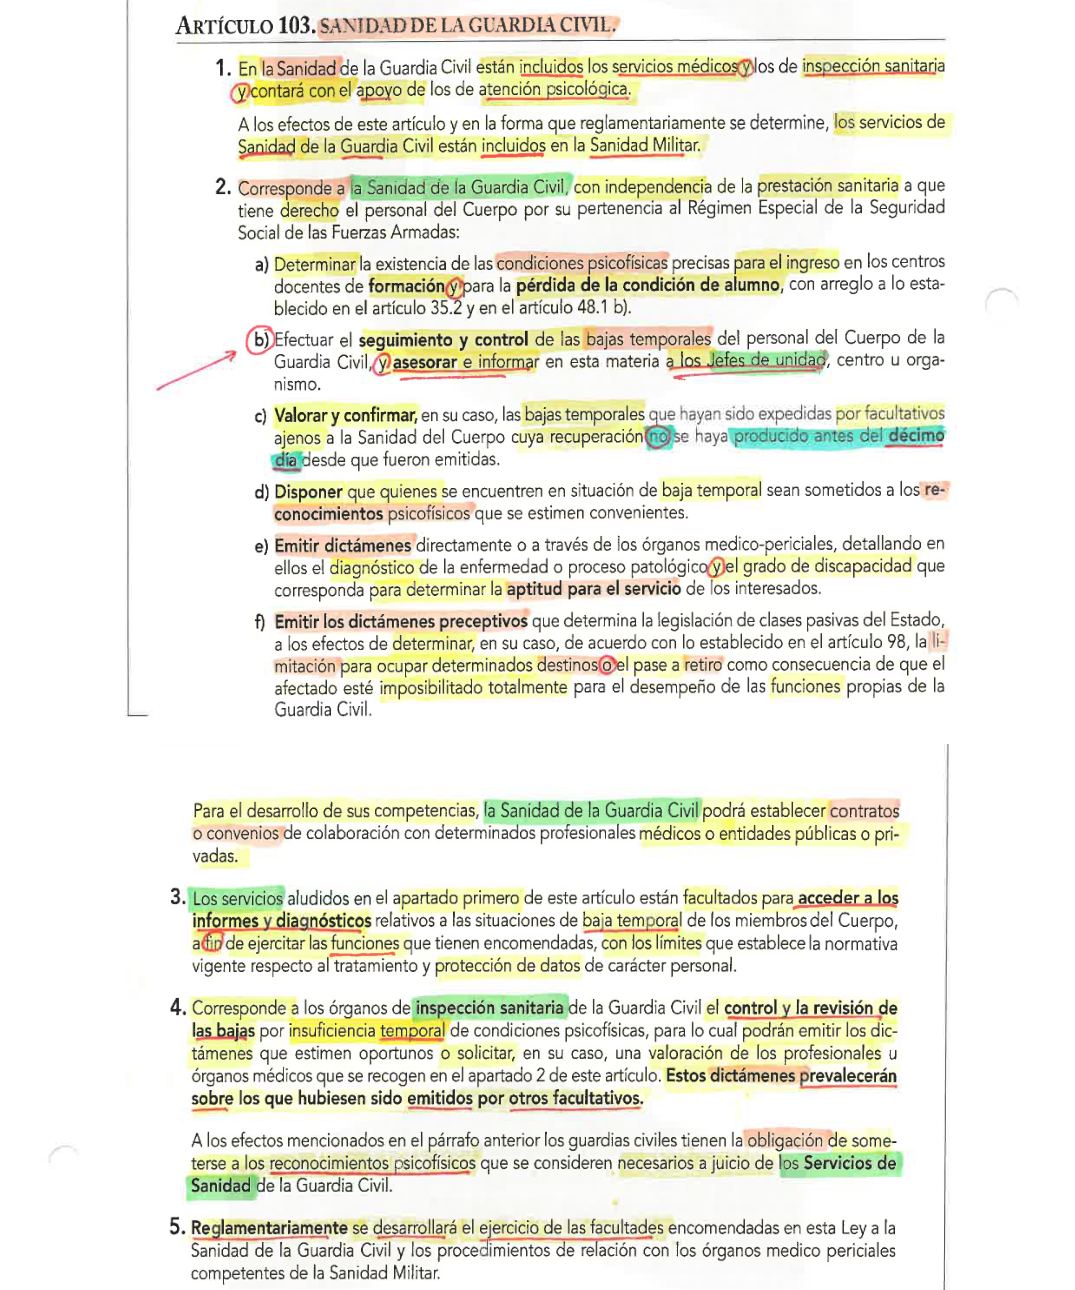 ARTÍCULO 103. SANIDAD DE LA GUARDIA CIVIL.
1. En la Sanidad de la Guardia Civil están incluidos los servicios médicos y los de inspección sanitaria
y contará con el apoyo de los de atención psicológica.
A los efectos de este artículo y en la forma que reglamentariamente se determine, los servicios de
Sanidad de la Guardia Civil están incluidos en la Sanidad Militar.
2. Corresponde a la Sanidad de la Guardia Civil, con independencia de la prestación sanitaria a que
tiene derecho el personal del Cuerpo por su pertenencia al Régimen Especial de la Seguridad
Social de las Fuerzas Armadas:
a) Determinar la existencia de las condiciones psicofísicas precisas para el ingreso en los centros
docentes de formación y para la pérdida de la condición de alumno, con arreglo a lo esta-
blecido en el artículo 35.2 y en el artículo 48.1 b).
b) Efectuar el seguimiento y control de las bajas temporales del personal del Cuerpo de la
Guardia Civil, y asesorar e informar en esta materia a los Jefes de unidad, centro u orga-
nismo.
c) Valorar y confirmar, en su caso, las bajas temporales que hayan sido expedidas por facultativos
ajenos a la Sanidad del Cuerpo cuya recuperación no se haya producido antes del décimo
día desde que fueron emitidas.
d) Disponer que quienes se encuentren en situación de baja temporal sean sometidos a los re-
conocimientos psicofísicos que se estimen convenientes.
e) Emitir dictámenes directamente o a través de los órganos medico-periciales, detallando en
ellos el diagnóstico de la enfermedad o proceso patológico y el grado de discapacidad que
corresponda para determinar la aptitud para el servicio de los interesados.
f) Emitir los dictámenes preceptivos que determina la legislación de clases pasivas del Estado,
a los efectos de determinar, en su caso, de acuerdo con lo establecido en el artículo 98, la li-
mitación para ocupar determinados destinos o el pase a retiro como consecuencia de que el
afectado esté imposibilitado totalmente para el desempeño de las funciones propias de la
Guardia Civil.
Para el desarrollo de sus competencias, la Sanidad de la Guardia Civil podrá establecer contratos
o convenios de colaboración con determinados profesionales médicos o entidades públicas o pri-
vadas.
3. Los servicios aludidos en el apartado primero de este artículo están facultados para acceder a los
informes y diagnósticos relativos a las situaciones de baja temporal de los miembros del Cuerpo,
a fin de ejercitar las funciones que tienen encomendadas, con los límites que establece la normativa
vigente respecto al tratamiento y protección de datos de carácter personal.
4. Corresponde a los órganos de inspección sanitaria de la Guardia Civil el control y la revisión de
las bajas por insuficiencia temporal de condiciones psicofísicas, para lo cual podrán emitir los dic-
támenes que estimen oportunos o solicitar, en su caso, una valoración de los profesionales u
órganos médicos que se recogen en el apartado 2 de este artículo. Estos dictámenes prevalecerán
sobre los que hubiesen sido emitidos por otros facultativos.
A los efectos mencionados en el párrafo anterior los guardias civiles tienen la obligación de some-
terse a los reconocimientos psicofísicos que se consideren necesarios a juicio de los Servicios de
Sanidad de la Guardia Civil.
5. Reglamentariamente se desarrollará el ejercicio de las facultades encomendadas en esta Ley a la
Sanidad de la Guardia Civil y los procedimientos de relación con los órganos medico periciales
competentes de la Sanidad Militar.